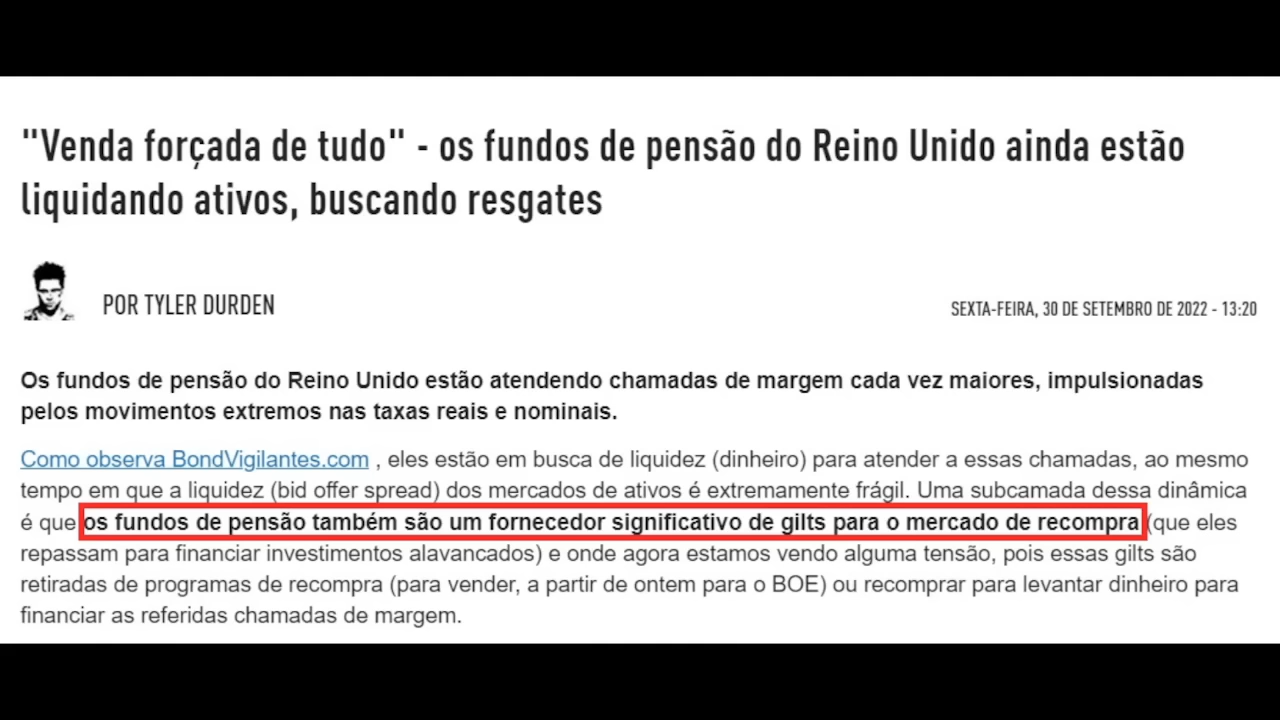 "Venda forçada de tudo" - os fundos de pensão do Reino Unido ainda estão
liquidando ativos, buscando resgates
POR TYLER DURDEN
SEXTA-FEIRA, 30 DE SETEMBRO DE 2022 - 13:20
Os fundos de pensão do Reino Unido estão atendendo chamadas de margem cada vez maiores, impulsionadas
pelos movimentos extremos nas taxas reais e nominais.
Como observa BondVigilantes.com , eles estão em busca de liquidez (dinheiro) para atender a essas chamadas, ao mesmo
tempo em que a liquidez (bid offer spread) dos mercados de ativos é extremamente frágil. Uma subcamada dessa dinâmica
é que os fundos de pensão também são um fornecedor significativo de gilts para o mercado de recompra (que eles
repassam para financiar investimentos alavancados) e onde agora estamos vendo alguma tensão, pois essas gilts são
retiradas de programas de recompra (para vender, a partir de ontem para o BOE) ou recomprar para levantar dinheiro para
financiar as referidas chamadas de margem.